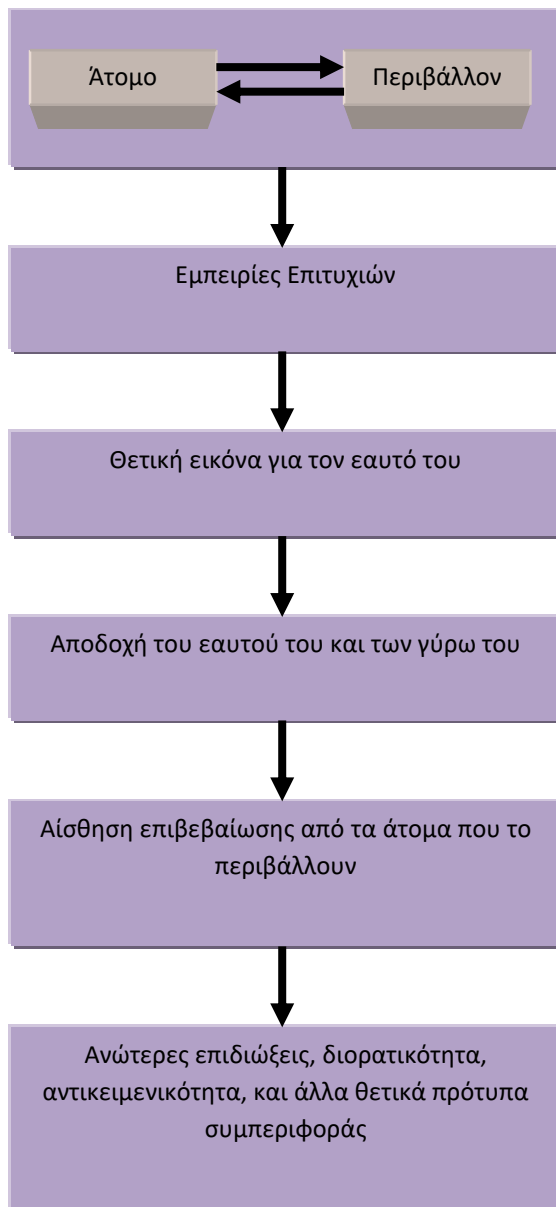 Άτομο
Περιβάλλον
Εμπειρίες Επιτυχιών
Θετική εικόνα για τον εαυτό του
Αποδοχή του εαυτού του και των γύρω του
Αίσθηση επιβεβαίωσης από τα άτομα που το
περιβάλλουν
Ανώτερες επιδιώξεις, διορατικότητα,
αντικειμενικότητα, και άλλα θετικά πρότυπα
συμπεριφοράς